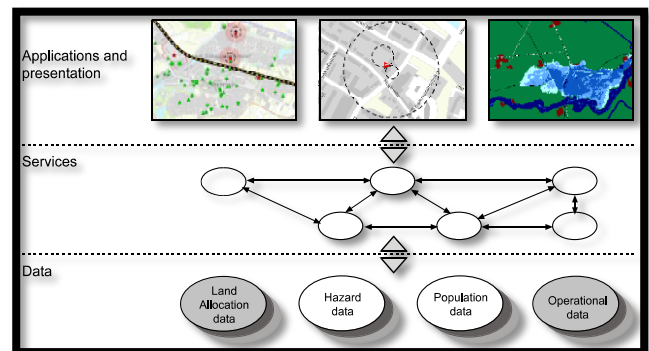 Applications and
presentation
Services
Data
Land
Allocation
data
Hazard
data
Population
data
Operational
data